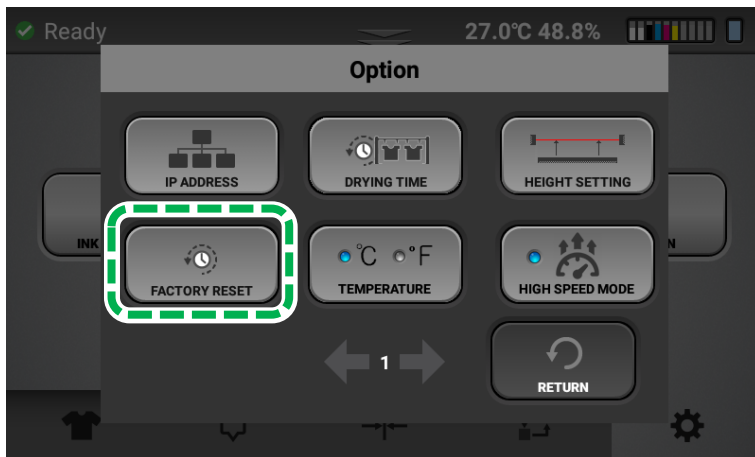 Ready 27.0℃ 48.8%
Option
IP ADDRESS DRYING TIME HEIGHT SETTING
INK N
°C °F
FACTORY RESET TEMPERATURE HIGH SPEED MODE
1
RETURN